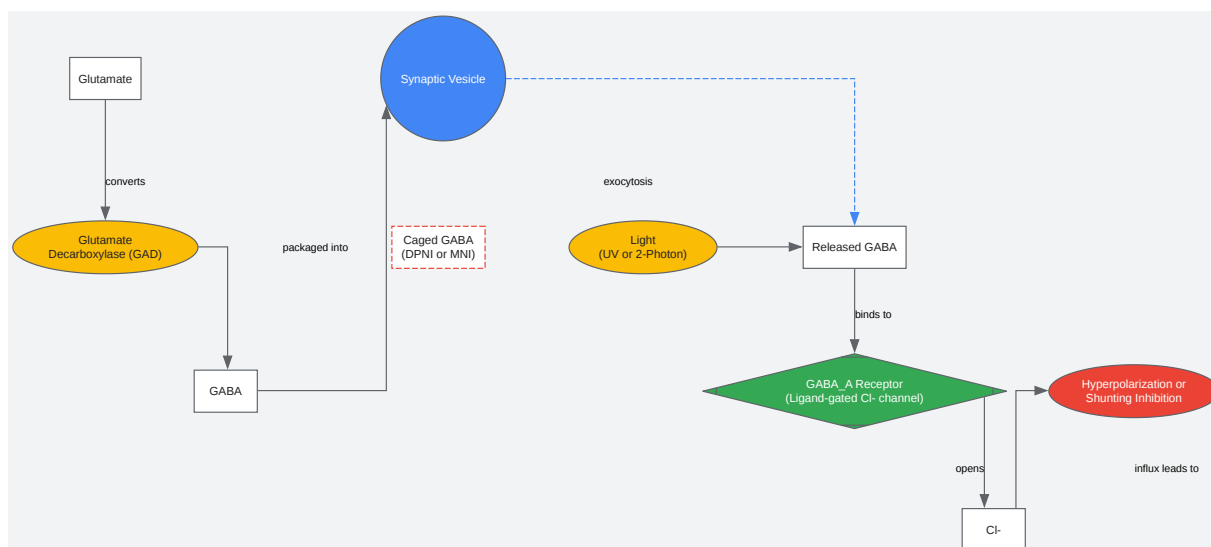 Synaptic Vesicle
Glutamate
converts
exocytosis
Glutamate
Decarboxylase (GAD)
packaged into
Caged GABA
(DPNI or MNI)
Light
(UV or 2-Photon)
Released GABA
binds to
GABA
GABA_A Receptor
(Ligand-gated Cl- channel)
Hyperpolarization or
Shunting Inhibition
opens
influx leads to
Cl-